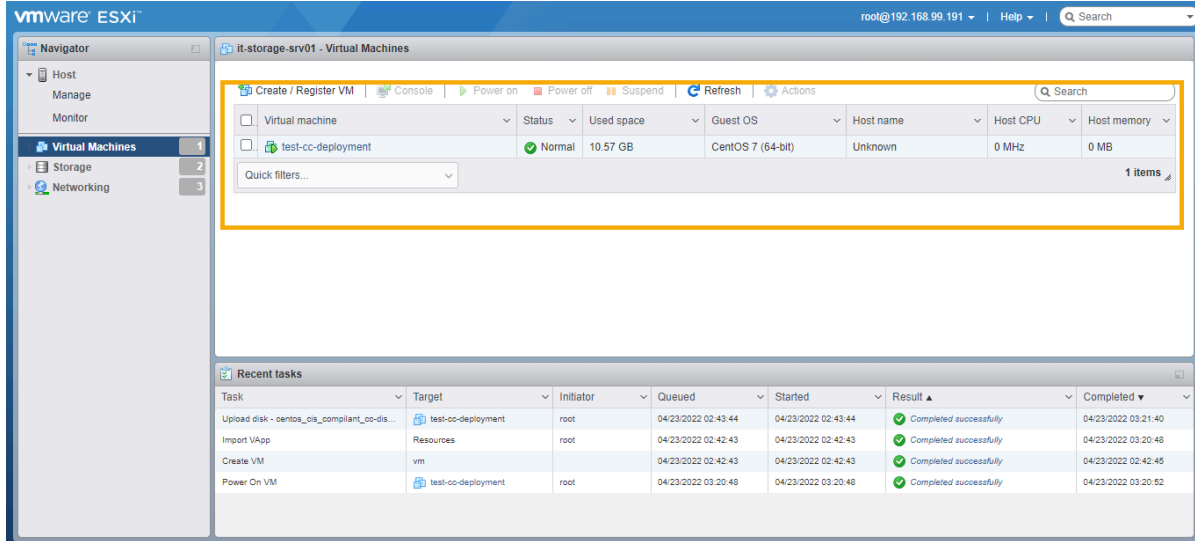 vmware ESXi™
root@192.168.99.191 | Help | Search
Navigator
Host
Manage
Monitor
Virtual Machines 1
Storage 2
Networking 3
it-storage-srv01 - Virtual Machines
Create / Register VM | Console | Power on Power off Suspend | Refresh | Actions Search
Virtual machine Status Used space Guest OS Host name Host CPU Host memory
test-cc-deployment Normal 10.57 GB CentOS 7 (64-bit) Unknown 0 MHz 0 MB
Quick filters... 1 items
Recent tasks
Task Target Initiator Queued Started Result Completed
Upload disk - centos_cis_compilant_cc-dis... test-cc-deployment root 04/23/2022 02:43:44 04/23/2022 02:43:44 Completed successfully 04/23/2022 03:21:40
Import VApp Resources root 04/23/2022 02:42:43 04/23/2022 02:42:43 Completed successfully 04/23/2022 03:20:48
Create VM vm 04/23/2022 02:42:43 04/23/2022 02:42:43 Completed successfully 04/23/2022 02:42:45
Power On VM test-cc-deployment root 04/23/2022 03:20:48 04/23/2022 03:20:48 Completed successfully 04/23/2022 03:20:52